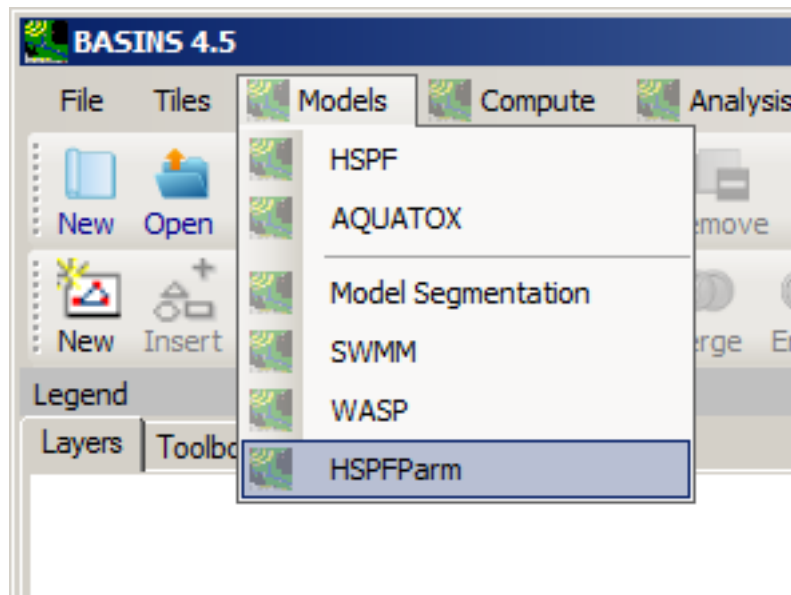 BASINS 4.5
File Tiles Models Compute Analysis
HSPF
AQUATOX
Model Segmentation
SWMM
WASP
HSPFParm
New Open
New Insert
Legend
Layers